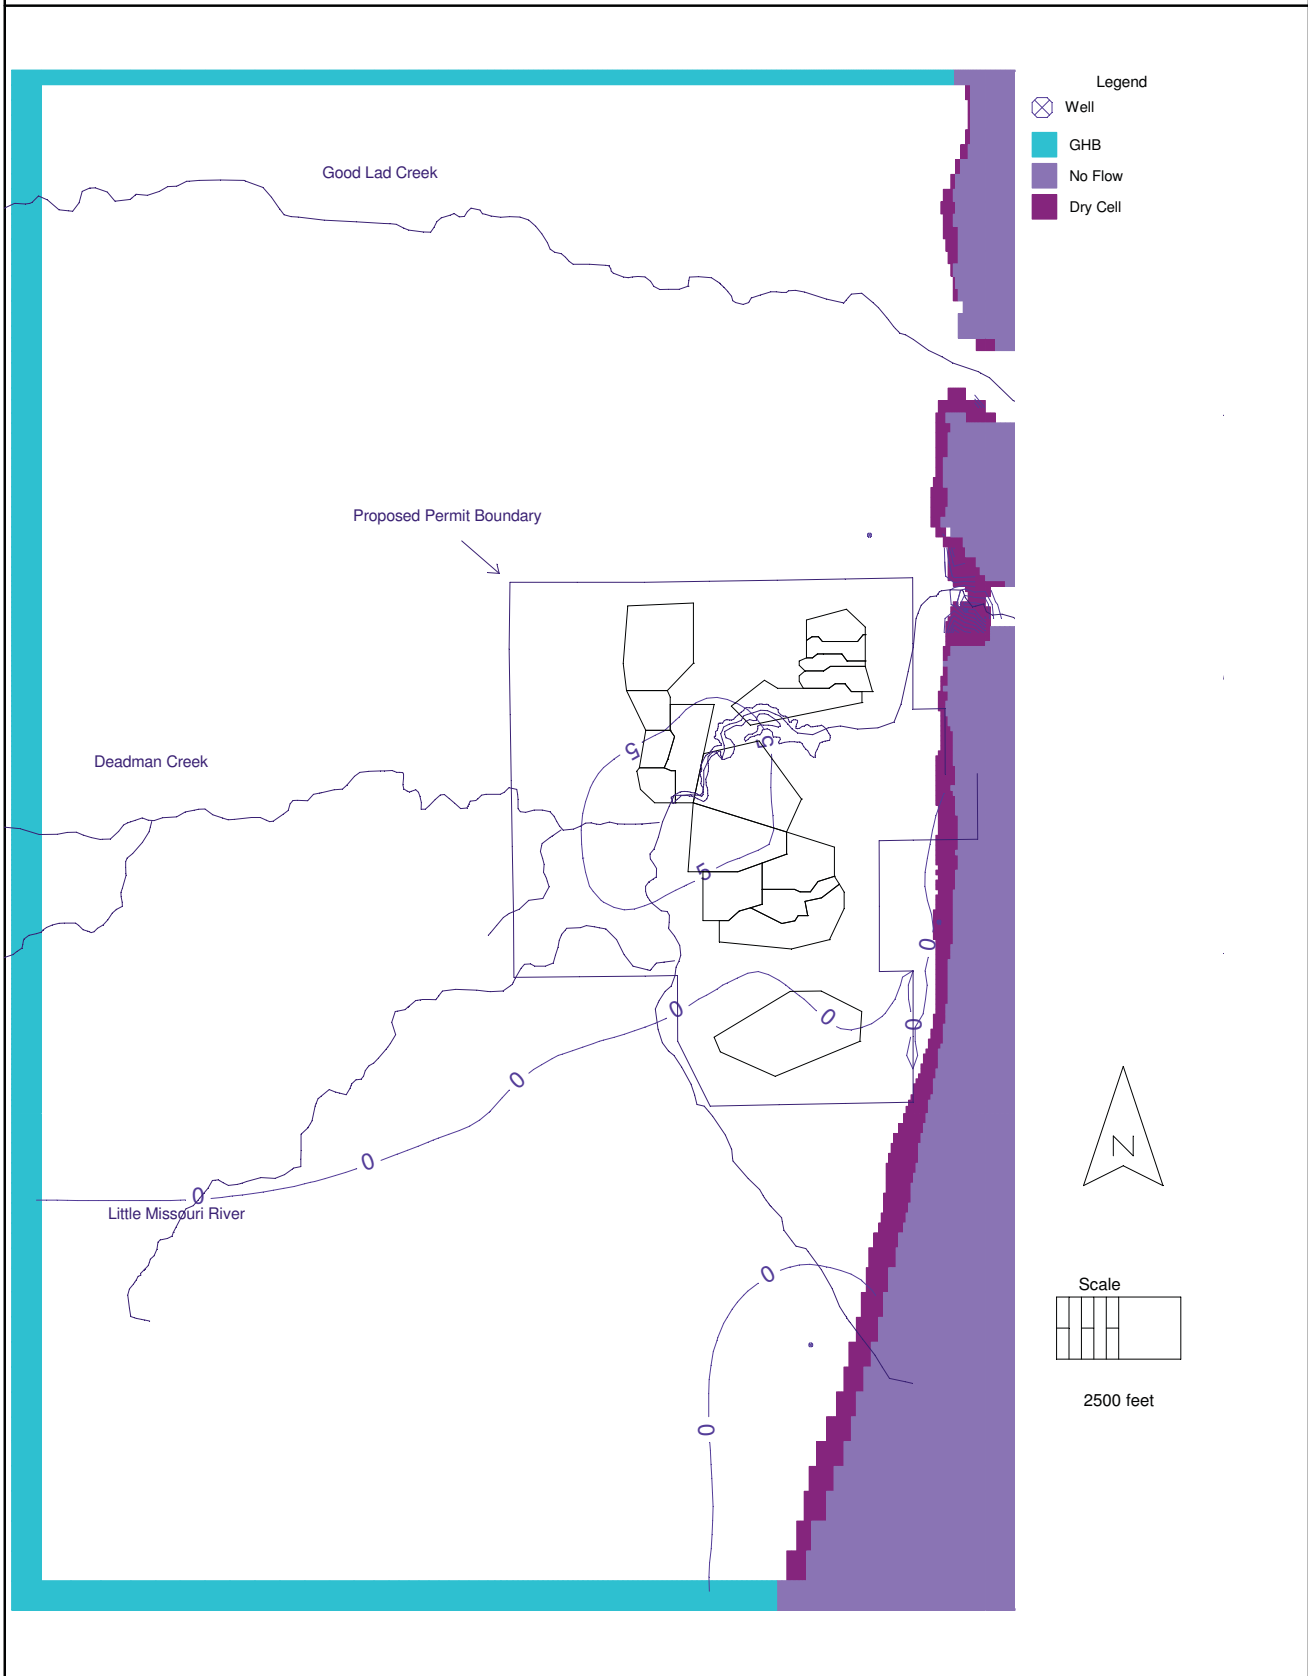 Legend
Well
GHB
No Flow
Dry Cell
Good Lad Creek
Proposed Permit Boundary
5
5
Deadman Creek
5
0
0
0
0
0
0
0
Little Missouri River
0
0
N
Scale
2500 feet